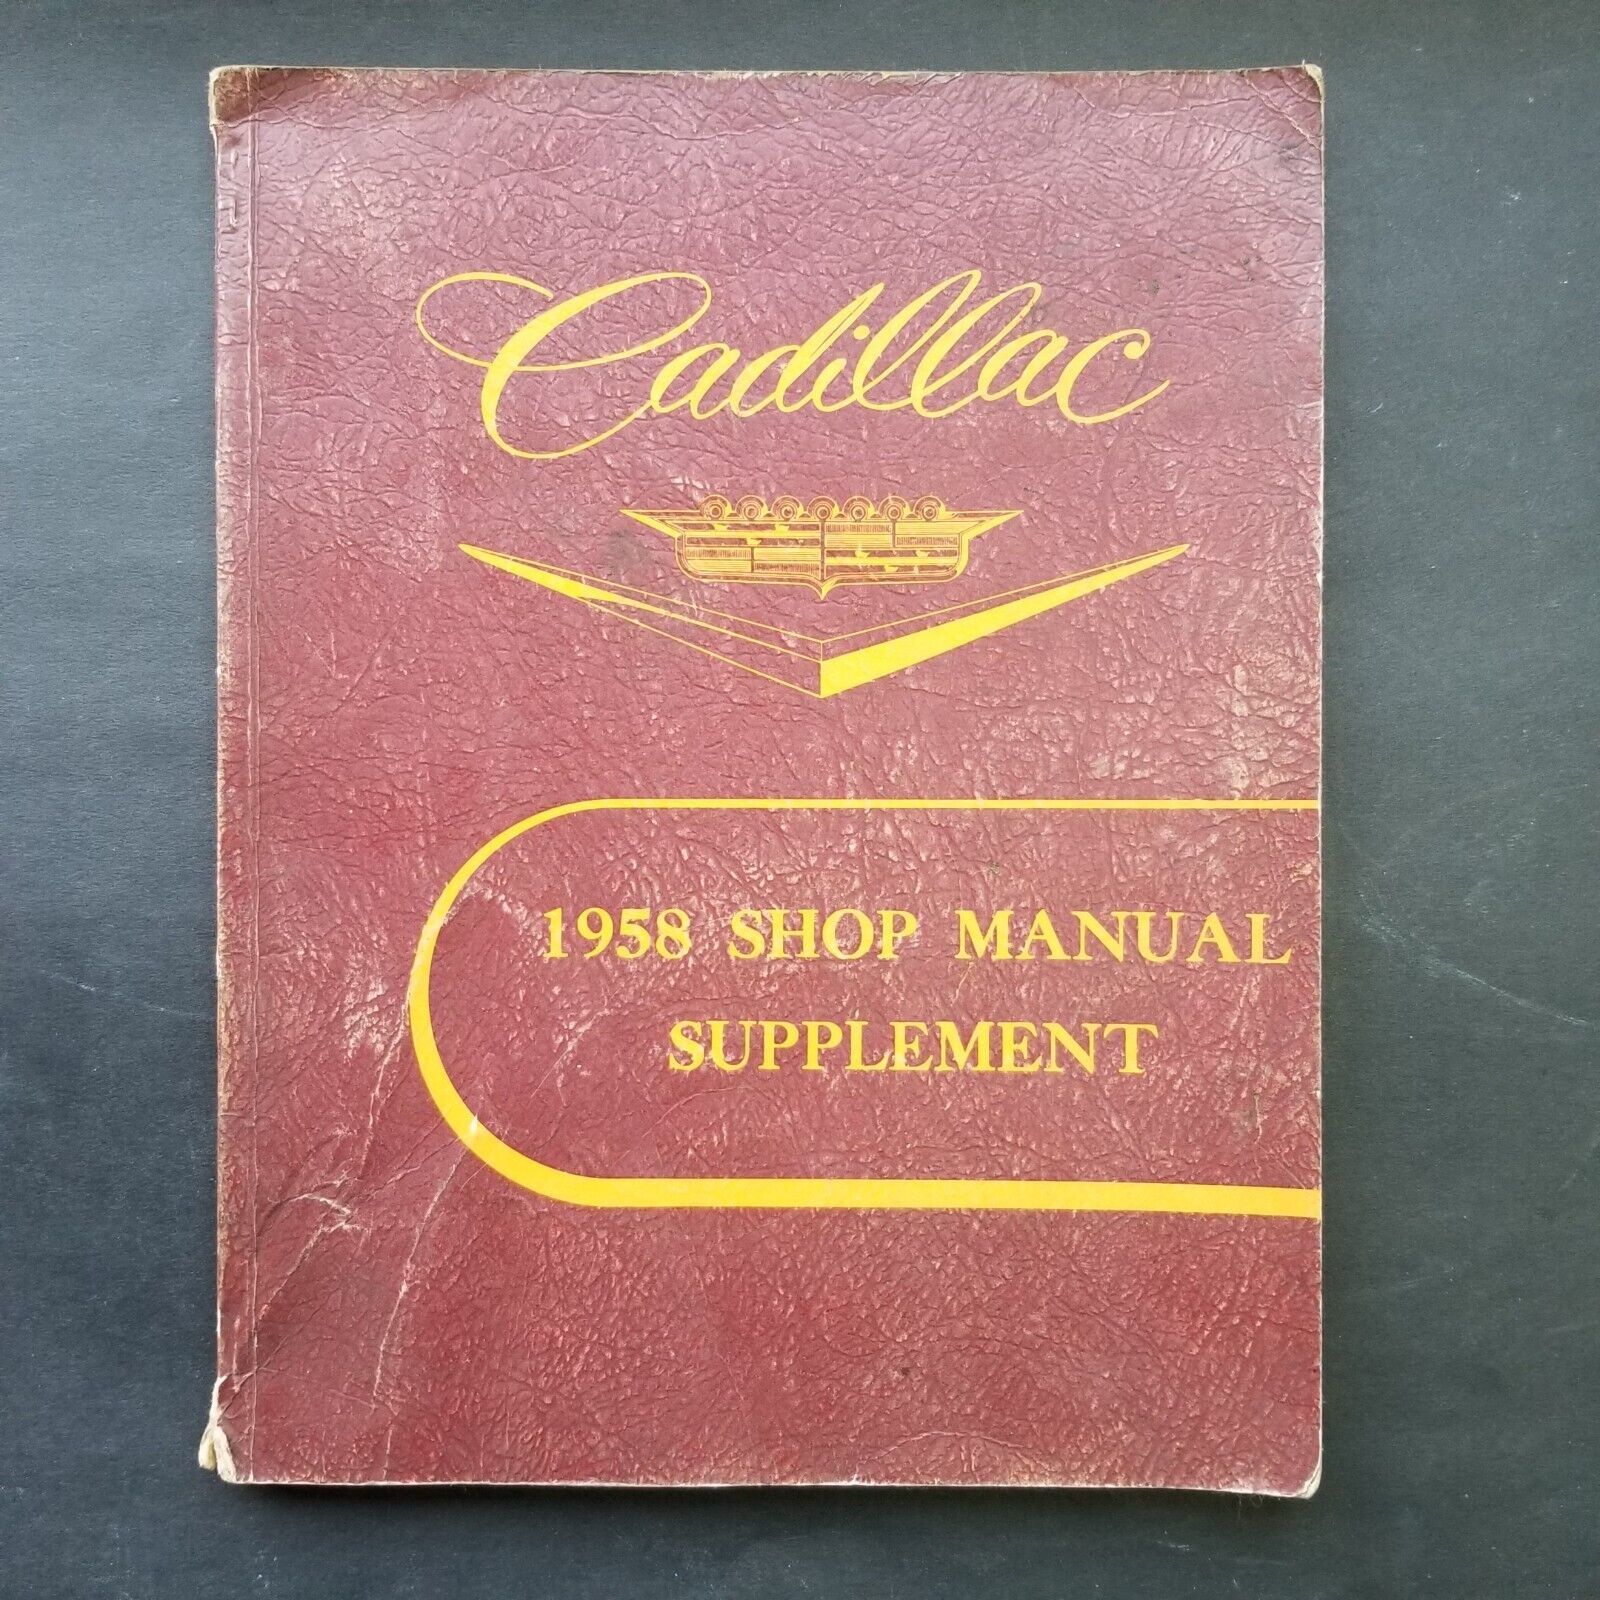 Cadillac
1958 SHOP MANUAL
SUPPLEMENT